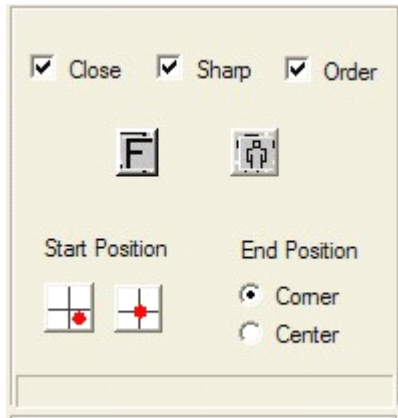 Close Sharp Order
F
Start Position End Position
Corner
Center